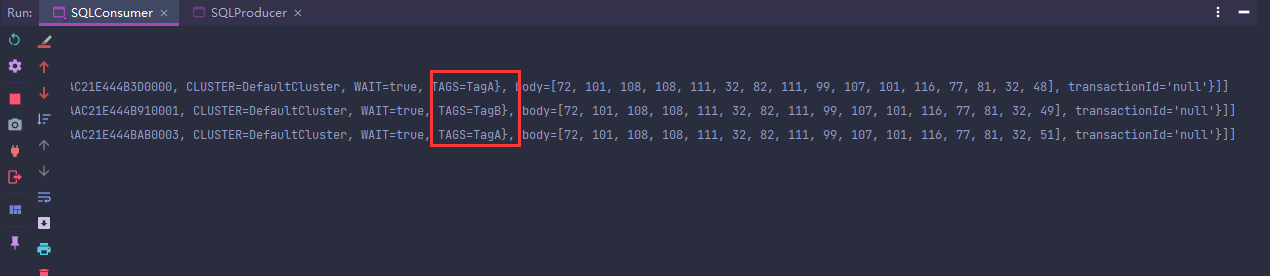 Run: SQLConsumer × SQLProducer ×
AC21E444B3D0000, CLUSTER=DefaultCluster, WAIT=true, TAGS=TagA}, body=[72, 101, 108, 108, 111, 32, 82, 111, 99, 107, 101, 116, 77, 81, 32, 48], transactionId='null'}]]
AC21E444B910001, CLUSTER=DefaultCluster, WAIT=true, TAGS=TagB}, body=[72, 101, 108, 108, 111, 32, 82, 111, 99, 107, 101, 116, 77, 81, 32, 49], transactionId='null'}]]
AC21E444BAB0003, CLUSTER=DefaultCluster, WAIT=true, TAGS=TagA}, body=[72, 101, 108, 108, 111, 32, 82, 111, 99, 107, 101, 116, 77, 81, 32, 51], transactionId='null'}]]